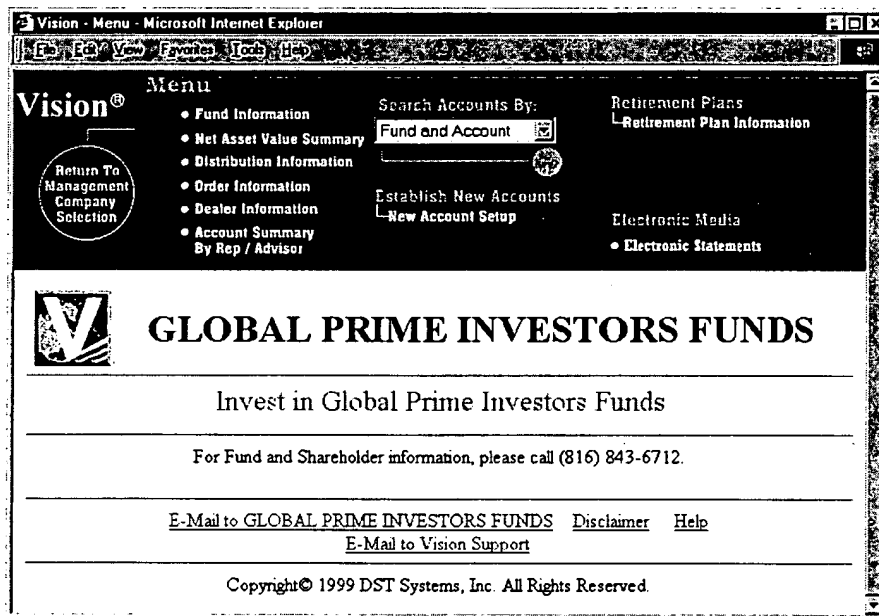 Vision - Menu - Microsoft Internet Explorer
File Edit View Favorites Tools Help
Vision®
Return To
Management
Company
Selection
Menu
• Fund Information
• Net Asset Value Summary
• Distribution Information
• Order Information
• Dealer Information
• Account Summary
By Rep / Advisor
Search Accounts By:
Fund and Account
Establish New Accounts
New Account Setup
Retirement Plans
Retirement Plan Information
Electronic Media
• Electronic Statements
V
GLOBAL PRIME INVESTORS FUNDS
Invest in Global Prime Investors Funds
For Fund and Shareholder information, please call (816) 843-6712.
E-Mail to GLOBAL PRIME INVESTORS FUNDS Disclaimer Help
E-Mail to Vision Support
Copyright© 1999 DST Systems, Inc. All Rights Reserved.